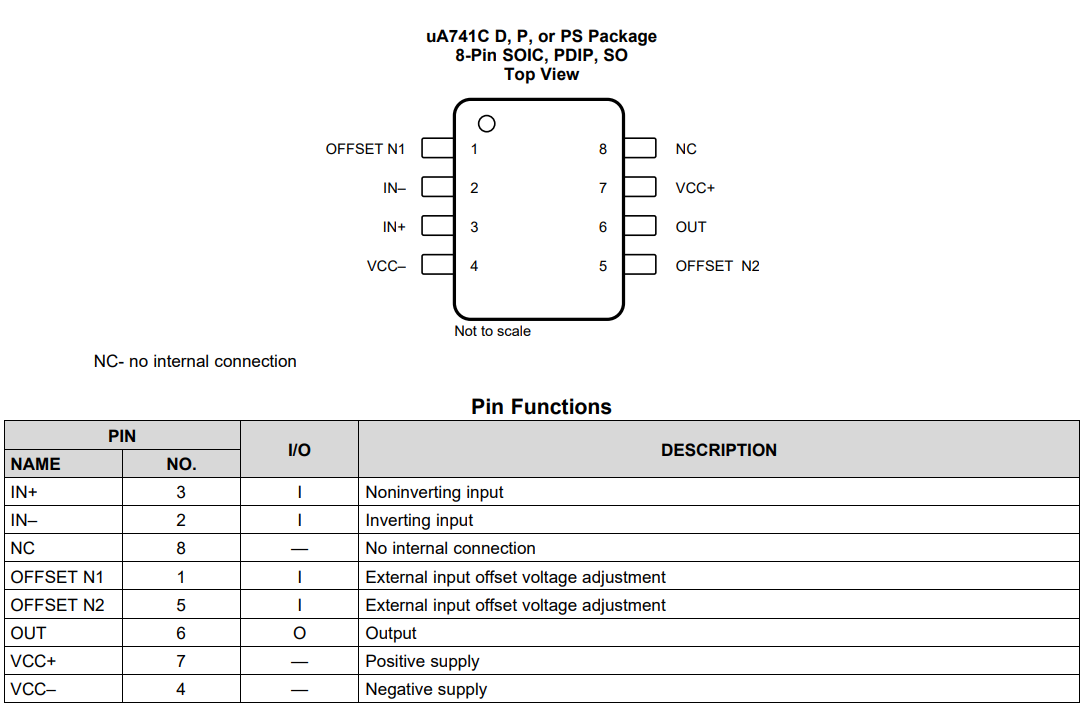 uA741C D, P, or PS Package
8-Pin SOIC, PDIP, SO
Top View
OFFSET N1 1 8 NC
IN– 2 7 VCC+
IN+ 3 6 OUT
VCC– 4 5 OFFSET N2
Not to scale
NC- no internal connection
Pin Functions
PIN I/O DESCRIPTION
NAME NO.
IN+ 3 I Noninverting input
IN– 2 I Inverting input
NC 8 — No internal connection
OFFSET N1 1 I External input offset voltage adjustment
OFFSET N2 5 I External input offset voltage adjustment
OUT 6 O Output
VCC+ 7 — Positive supply
VCC– 4 — Negative supply